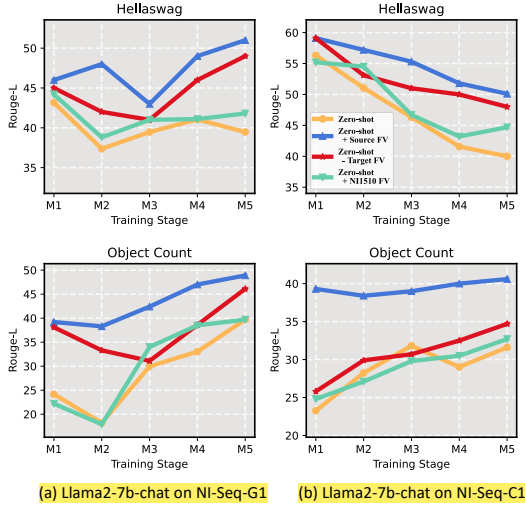 Hellaswag
Rouge-L
50
45
40
35
M1 M2 M3 M4 M5
Training Stage
Hellaswag
Rouge-L
60
55
50
45
40
35
Zero-shot
Zero-shot
+ Source FV
Zero-shot
- Target FV
Zero-shot
+ NI1510 FV
M1 M2 M3 M4 M5
Training Stage
Object Count
Rouge-L
50
45
40
35
30
25
20
M1 M2 M3 M4 M5
Training Stage
Object Count
Rouge-L
40
35
30
25
20
M1 M2 M3 M4 M5
Training Stage
(a) Llama2-7b-chat on NI-Seq-G1
(b) Llama2-7b-chat on NI-Seq-C1